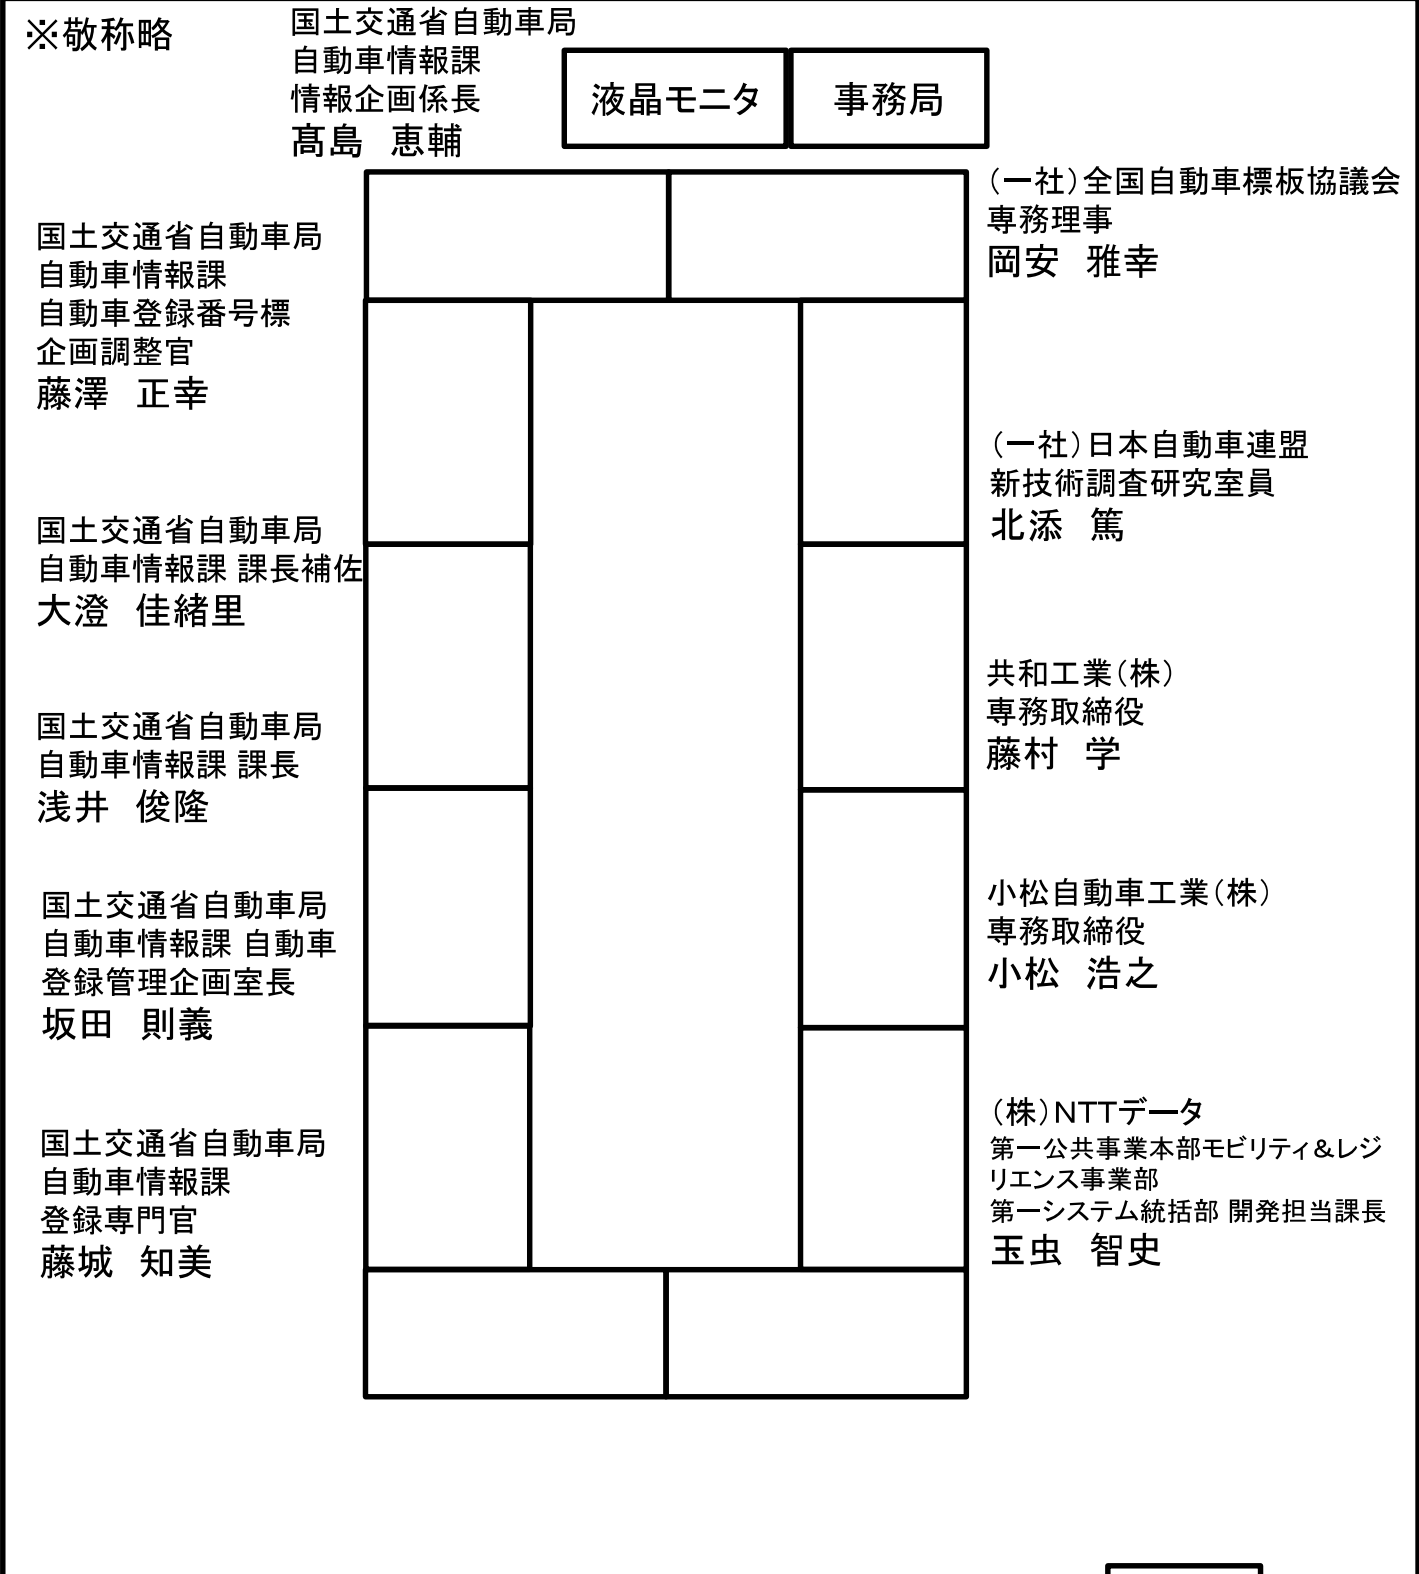 ※敬称略
国土交通省自動車局
自動車情報課
情報企画係長
髙島 恵輔
液晶モニタ
事務局
国土交通省自動車局
自動車情報課
自動車登録番号標
企画調整官
藤澤 正幸
国土交通省自動車局
自動車情報課 課長補佐
大澄 佳緒里
国土交通省自動車局
自動車情報課 課長
浅井 俊隆
国土交通省自動車局
自動車情報課 自動車
登録管理企画室長
坂田 則義
国土交通省自動車局
自動車情報課
登録専門官
藤城 知美
（一社）全国自動車標板協議会
専務理事
岡安 雅幸
（一社）日本自動車連盟
新技術調査研究室員
北添 篤
共和工業（株）
専務取締役
藤村 学
小松自動車工業（株）
専務取締役
小松 浩之
（株）NTTデータ
第一公共事業本部モビリティ&レジ
リエンス事業部
第一システム統括部 開発担当課長
玉虫 智史